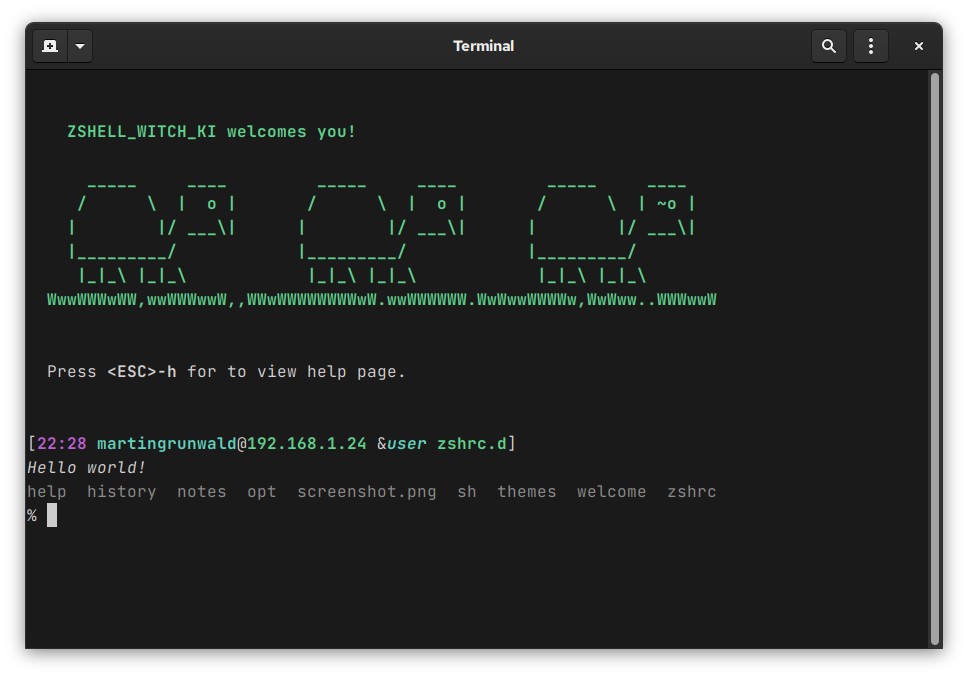 ZSHELL_WITCH_KI welcomes you!
      _____     ____         _____     ____         _____     ____
     /      \  |  o |       /      \  |  o |       /      \  | ~o |
    |        |/ ___\|      |        |/ ___\|      |        |/ ___\|
    |_________/            |_________/            |_________/
     |_|_\ |_|_\            |_|_\ |_|_\            |_|_\ |_|_\
  WwwWWWwWW,wwWWWwwW,,WWwWWWWWWWWwW.wwWWWWWW.WwWwwWWWWw,WwWww..WWWwwW
Press <ESC>-h for to view help page.
[22:28 martingrunwald@192.168.1.24 &user zshrc.d]
Hello world!
help  history  notes  opt  screenshot.png  sh  themes  welcome  zshrc
%
Terminal